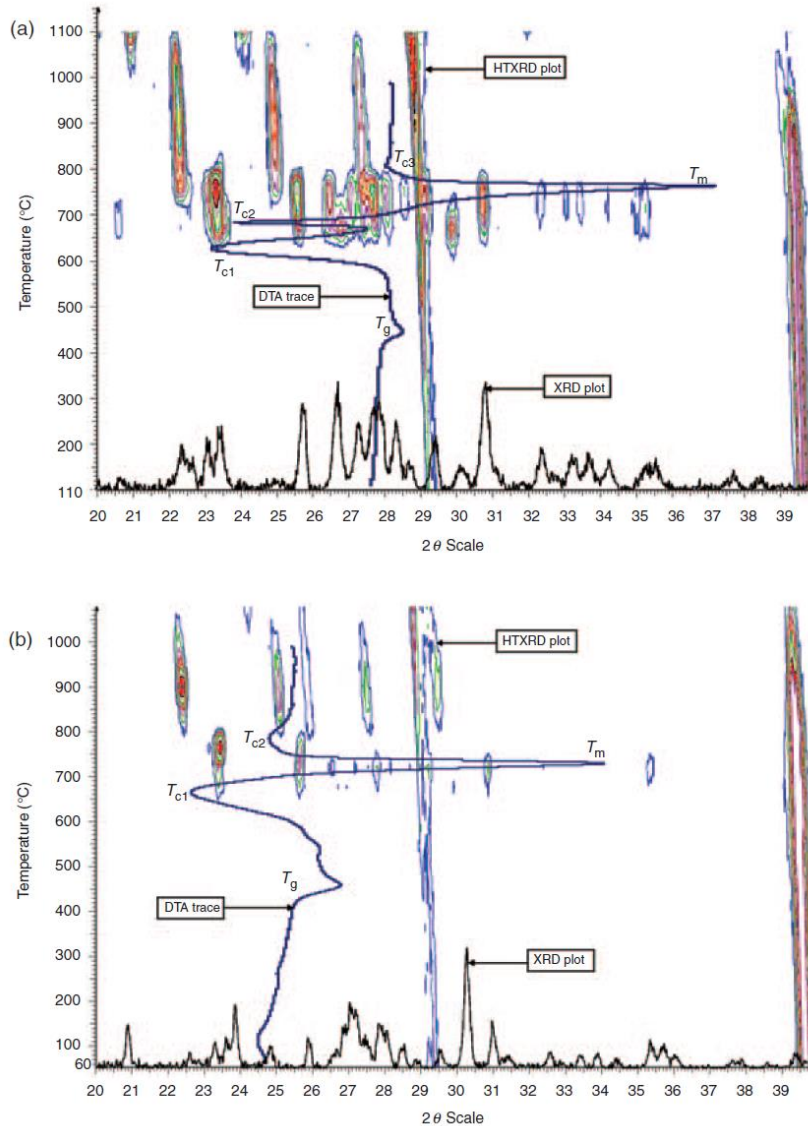 (a)
1100
1000
900
800
700
600
500
400
300
200
110
Temperature (°C)
HTXRD plot
Tc3
Tm
Tc2
Tc1
DTA trace
Tg
XRD plot
20 21 22 23 24 25 26 27 28 29 30 31 32 33 34 35 36 37 38 39
2 θ Scale
(b)
1000
900
800
700
600
500
400
300
200
100
60
Temperature (°C)
HTXRD plot
Tc2
Tm
Tc1
Tg
DTA trace
XRD plot
20 21 22 23 24 25 26 27 28 29 30 31 32 33 34 35 36 37 38 39
2 θ Scale